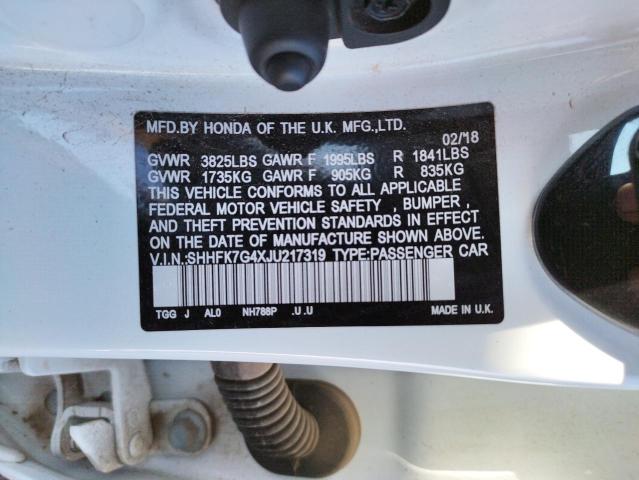 MFD.BY HONDA OF THE U.K. MFG.,LTD.
02/18
GVWR 3825LBS GAWR F 1995LBS R 1841LBS
GVWR 1735KG GAWR F 905KG R 835KG
THIS VEHICLE CONFORMS TO ALL APPLICABLE
FEDERAL MOTOR VEHICLE SAFETY , BUMPER ,
AND THEFT PREVENTION STANDARDS IN EFFECT
ON THE DATE OF MANUFACTURE SHOWN ABOVE.
V.I.N.:SHHFK7G4XJU217319 TYPE:PASSENGER CAR
TGG J AL0 NH788P .U .U MADE IN U.K.